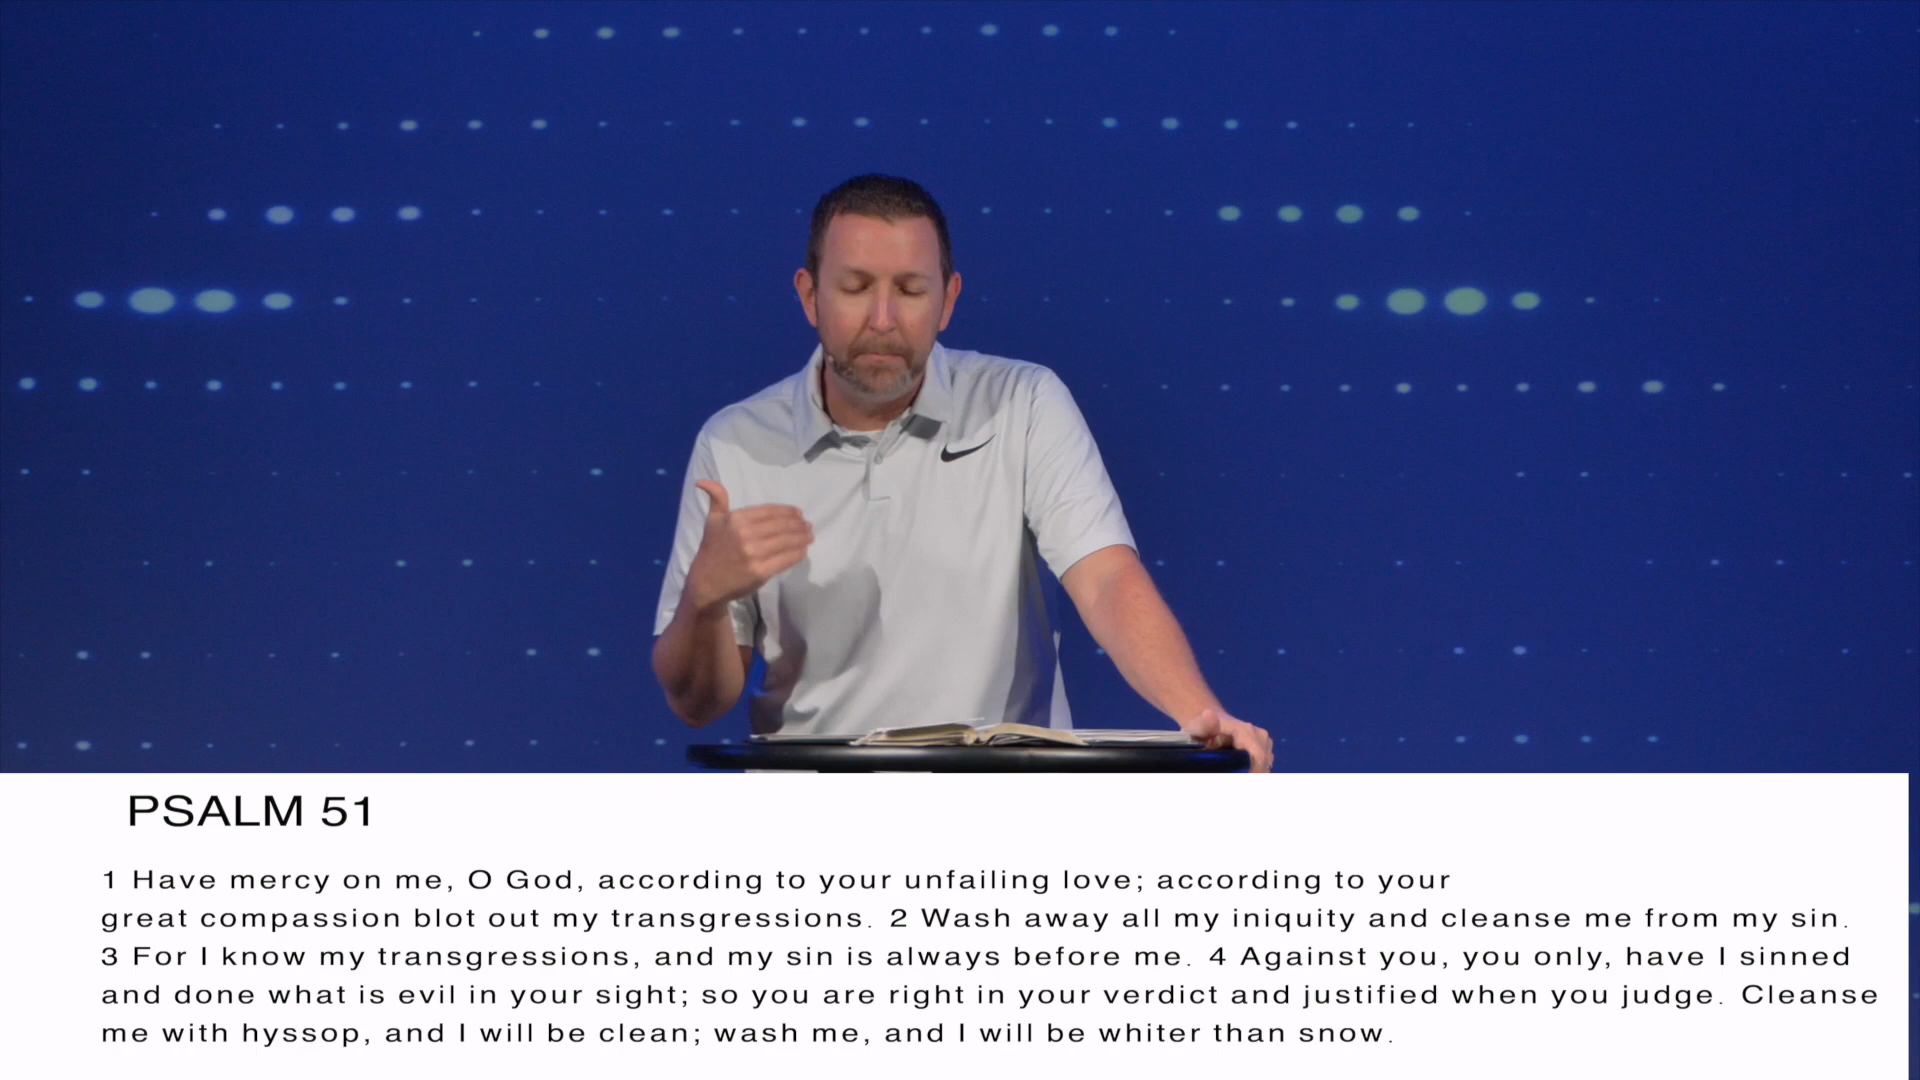 PSALM 51
1 Have mercy on me, O God, according to your unfailing love; according to your
great compassion blot out my transgressions. 2 Wash away all my iniquity and cleanse me from my sin.
3 For I know my transgressions, and my sin is always before me. 4 Against you, you only, have I sinned
and done what is evil in your sight; so you are right in your verdict and justified when you judge. Cleanse
me with hyssop, and I will be clean; wash me, and I will be whiter than snow.